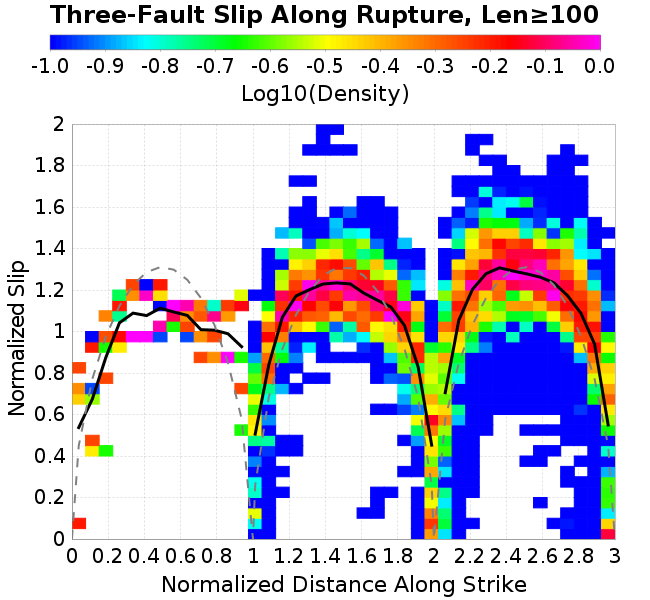 Three-Fault Slip Along Rupture, Len≥100
-1.0 -0.9 -0.8 -0.7 -0.6 -0.5 -0.4 -0.3 -0.2 -0.1 0.0
Log10(Density)
2
1.8
1.6
1.4
1.2
1
0.8
0.6
0.4
0.2
0
Normalized Slip
0 0.2 0.4 0.6 0.8 1 1.2 1.4 1.6 1.8 2 2.2 2.4 2.6 2.8 3
Normalized Distance Along Strike